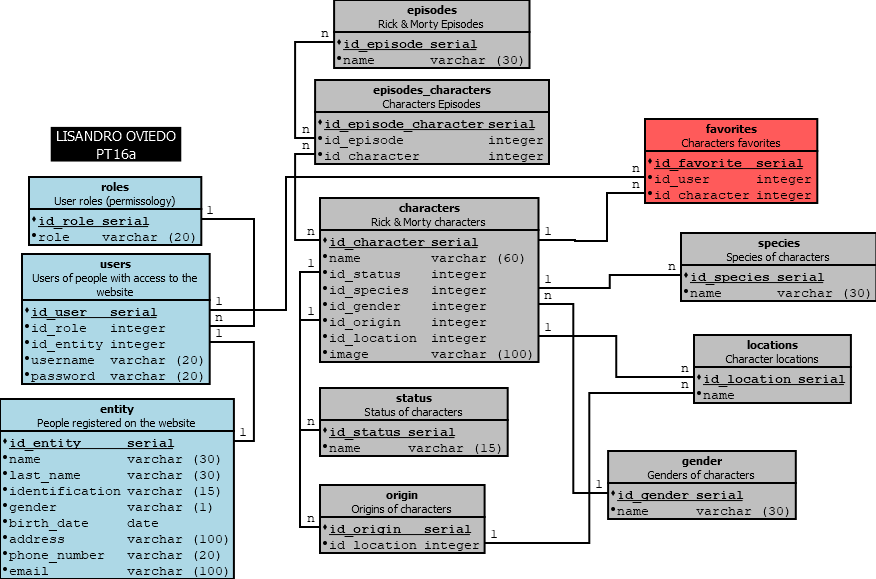 episodes
Rick & Morty Episodes
id_episode serial
name varchar (30)
n
episodes_characters
Characters Episodes
id_episode_character serial
id_episode integer
id_character integer
n
n
LISANDRO OVIEDO
PT16a
favorites
Characters favorites
id_favorite serial
id_user integer
id_character integer
n
n
roles
User roles (permissology)
id_role serial
role varchar (20)
1
characters
Rick & Morty characters
id_character serial
name varchar (60)
id_status integer
id_species integer
id_gender integer
id_origin integer
id_location integer
image varchar (100)
n
1
1
1
1
n
1
species
Species of characters
id_species serial
name varchar (30)
n
users
Users of people with access to the
website
id_user serial
id_role integer
id_entity integer
username varchar (20)
password varchar (20)
1
n
1
locations
Character locations
id_location serial
name
n
n
status
Status of characters
id_status serial
name varchar (15)
n
entity
People registered on the website
id_entity serial
name varchar (30)
last_name varchar (30)
identification varchar (15)
gender varchar (1)
birth_date date
address varchar (100)
phone_number varchar (20)
email varchar (100)
1
gender
Genders of characters
id_gender serial
name varchar (30)
1
origin
Origins of characters
id_origin serial
id_location integer
n
1